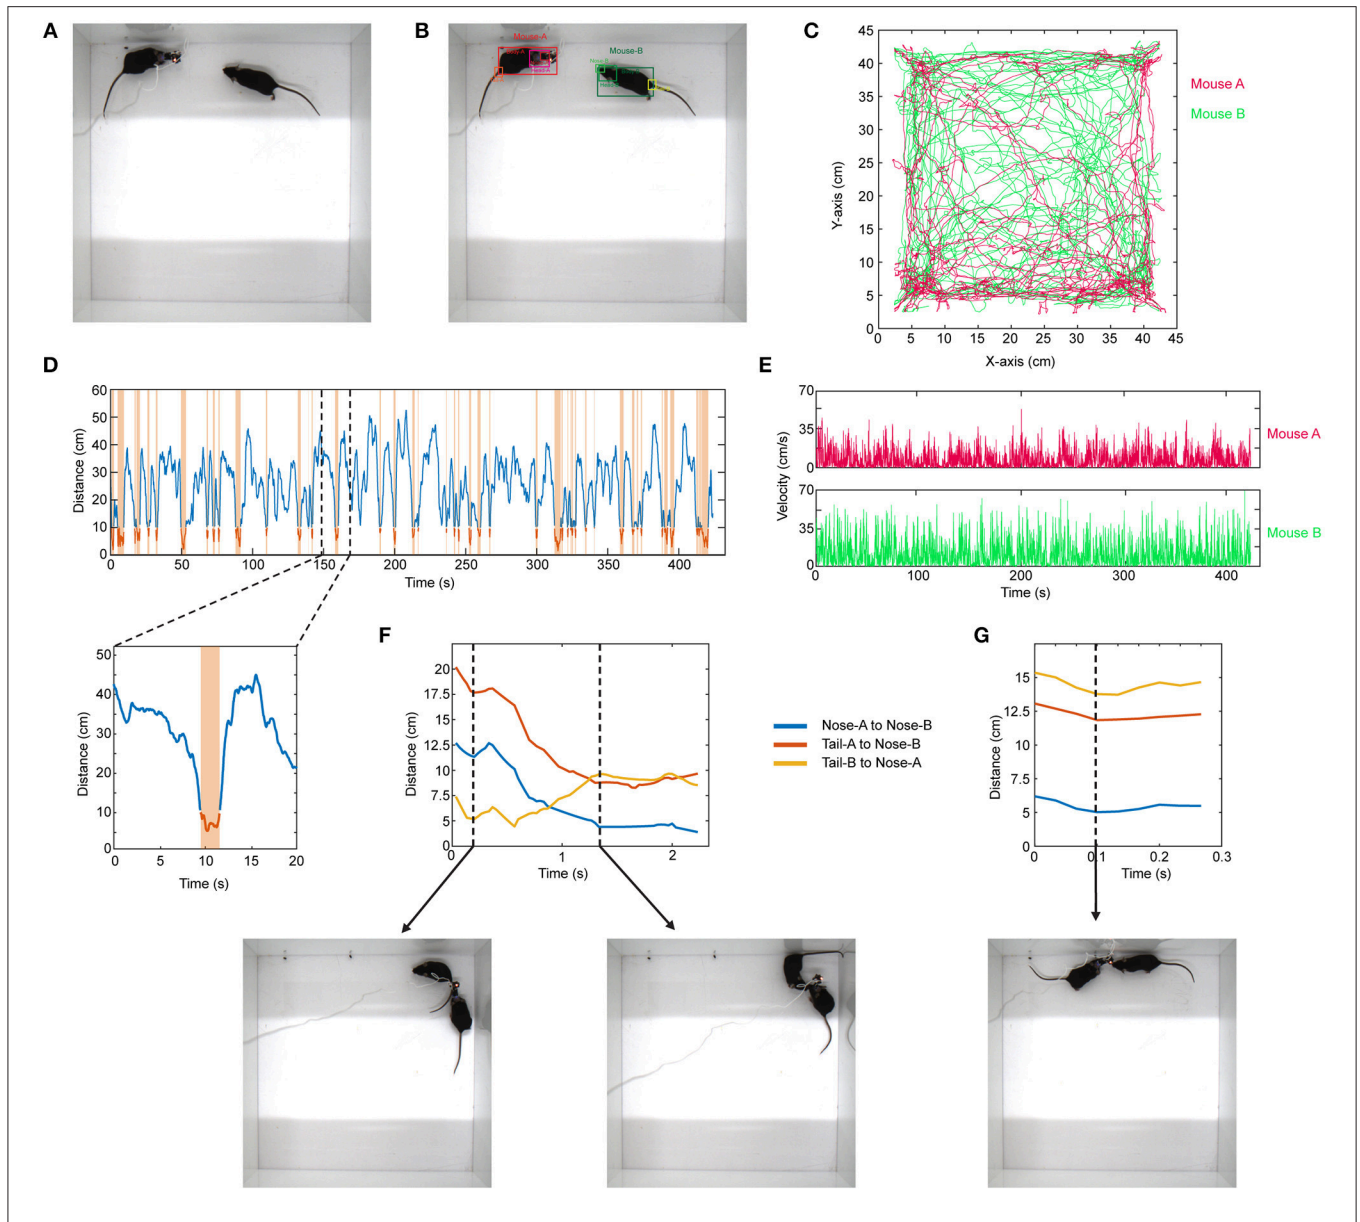 A
B
Mouse-A
Mouse-B
C
45
40
35
30
25
20
15
10
5
0
Y-axis (cm)
0 5 10 15 20 25 30 35 40 45
X-axis (cm)
Mouse A
Mouse B
D
60
50
40
30
20
10
0
Distance (cm)
0 50 100 150 200 250 300 350 400
Time (s)
E
70
35
0
70
35
0
Velocity (cm/s)
Mouse A
Mouse B
0 100 200 300 400
Time (s)
50
40
30
20
10
0
Distance (cm)
0 5 10 15 20
Time (s)
F
20
17.5
12.5
10
7.5
5
0
Distance (cm)
0 1 2
Time (s)
Nose-A to Nose-B
Tail-A to Nose-B
Tail-B to Nose-A
G
15
12.5
7.5
5
0
Distance (cm)
0 0.1 0.2 0.3
Time (s)